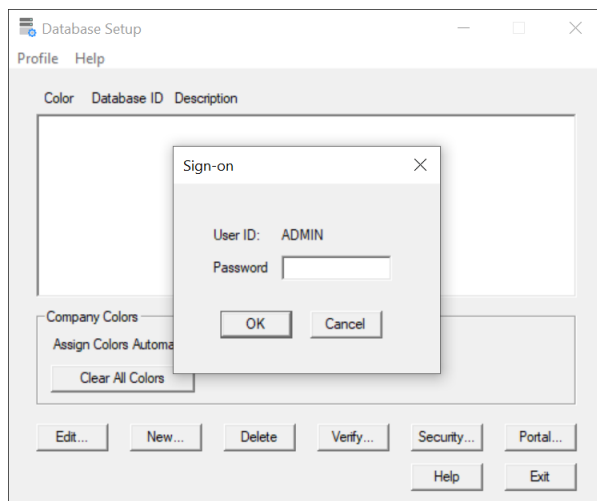 Database Setup
Profile Help
Color Database ID Description
Sign-on
User ID: ADMIN
Password
OK Cancel
Company Colors
Assign Colors Automa
Clear All Colors
Edit... New... Delete Verify... Security... Portal...
Help Exit